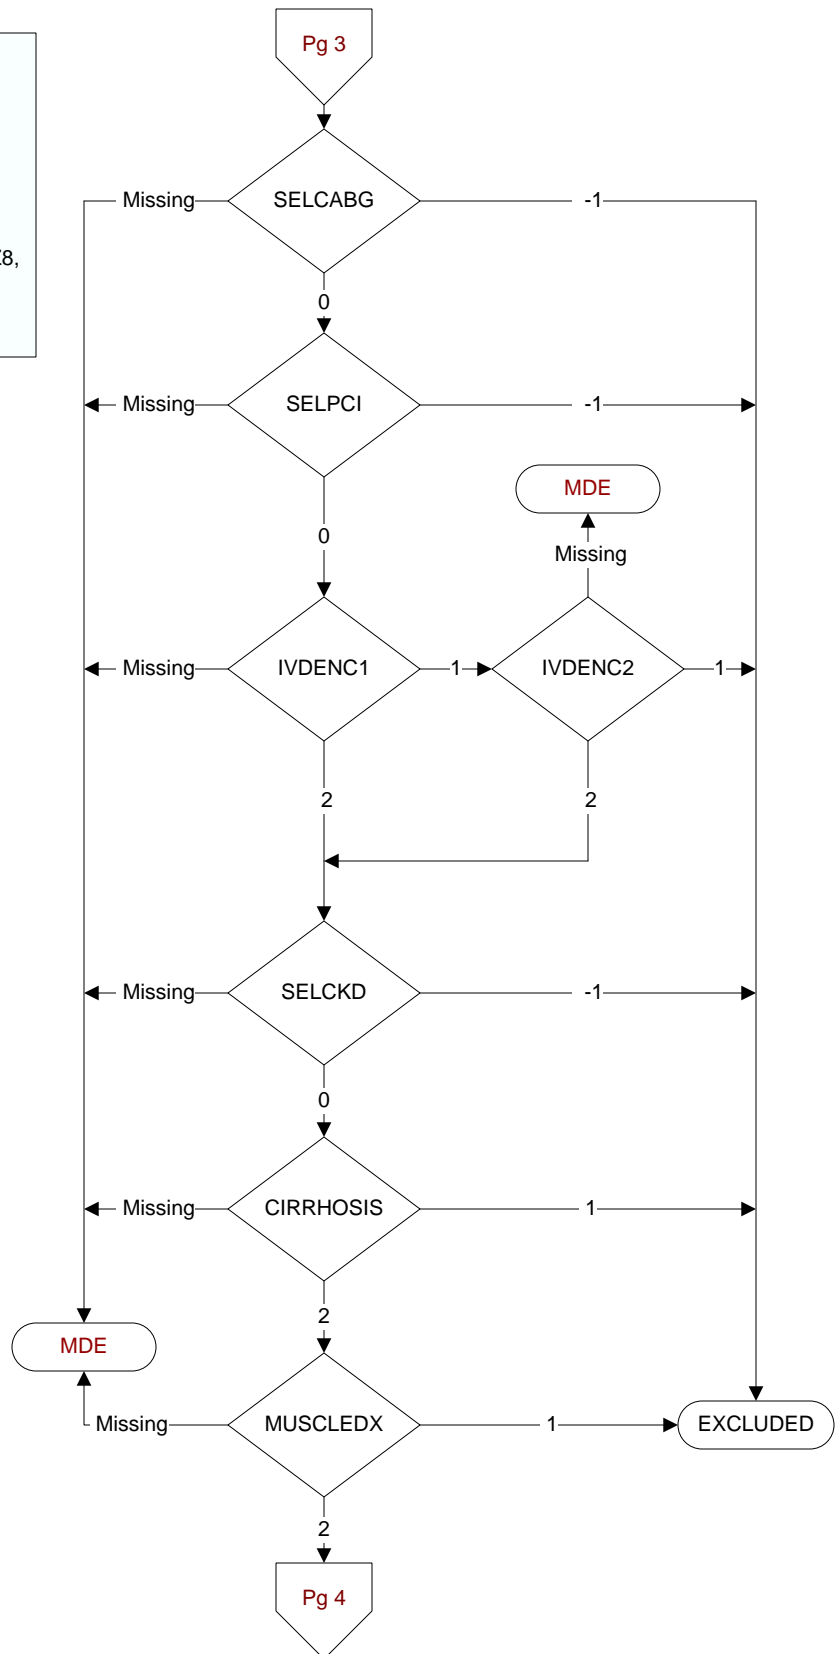 Pg 3
Missing
SELCABG
-1
0
Missing
SELPCI
-1
MDE
Missing
0
Missing
IVDENC1
1
IVDENC2
1
2
2
Missing
SELCKD
-1
0
Missing
CIRRHOSIS
1
2
MDE
Missing
MUSCLEDX
1
EXCLUDED
2
Pg 4